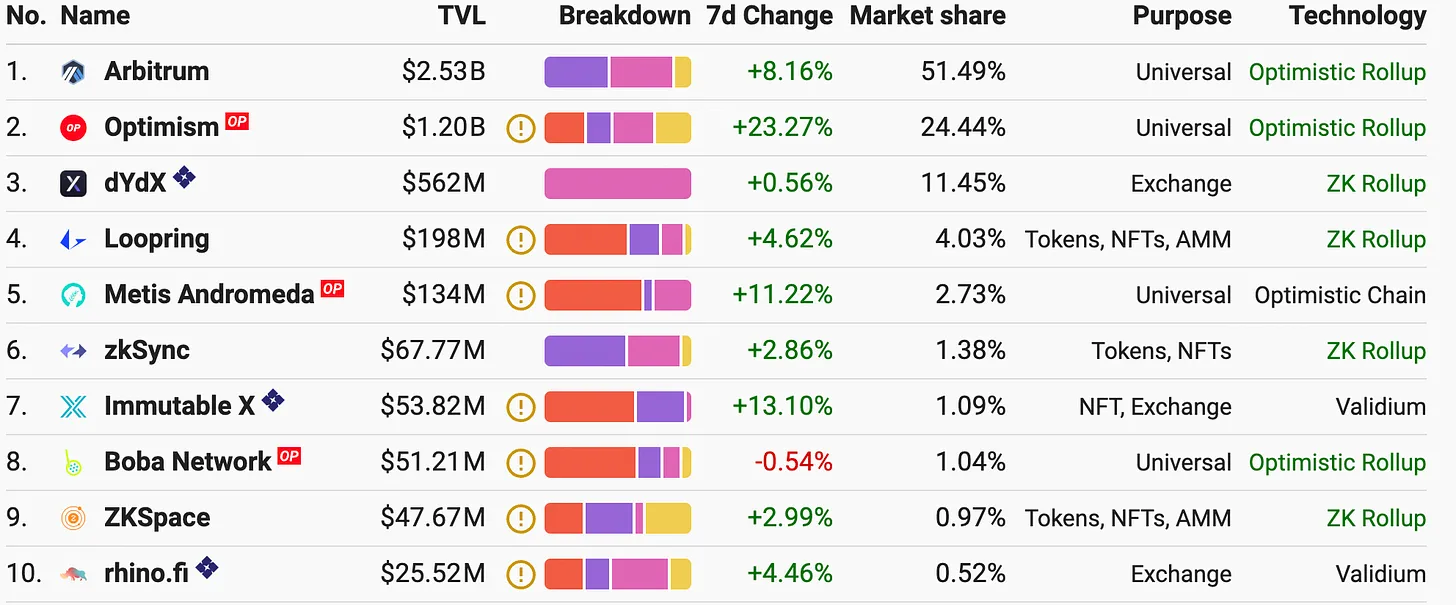 No. Name TVL Breakdown 7d Change Market share Purpose Technology
1. Arbitrum $2.53B +8.16% 51.49% Universal Optimistic Rollup
2. OP Optimism OP $1.20B ! +23.27% 24.44% Universal Optimistic Rollup
3. X dYdX $562M +0.56% 11.45% Exchange ZK Rollup
4. Loopring $198M ! +4.62% 4.03% Tokens, NFTs, AMM ZK Rollup
5. Metis Andromeda OP $134M ! +11.22% 2.73% Universal Optimistic Chain
6. zkSync $67.77M +2.86% 1.38% Tokens, NFTs ZK Rollup
7. Immutable X $53.82M ! +13.10% 1.09% NFT, Exchange Validium
8. Boba Network OP $51.21M ! -0.54% 1.04% Universal Optimistic Rollup
9. ZKSpace $47.67M ! +2.99% 0.97% Tokens, NFTs, AMM ZK Rollup
10. rhino.fi $25.52M ! +4.46% 0.52% Exchange Validium